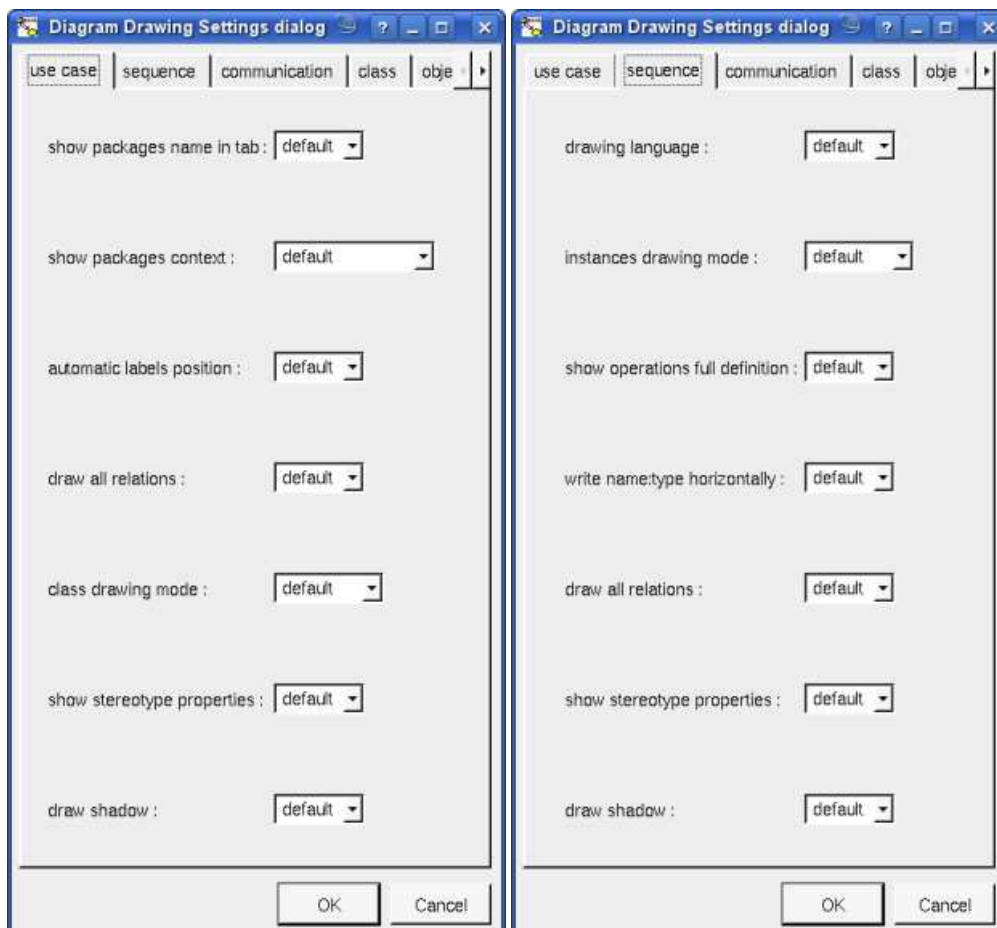 Diagram Drawing Settings dialog ?
use case sequence communication class obje
show packages name in tab : default
show packages context : default
automatic labels position : default
draw all relations : default
class drawing mode : default
show stereotype properties : default
draw shadow : default
OK Cancel
Diagram Drawing Settings dialog ?
use case sequence communication class obje
drawing language : default
instances drawing mode : default
show operations full definition : default
write name:type horizontally : default
draw all relations : default
show stereotype properties : default
draw shadow : default
OK Cancel